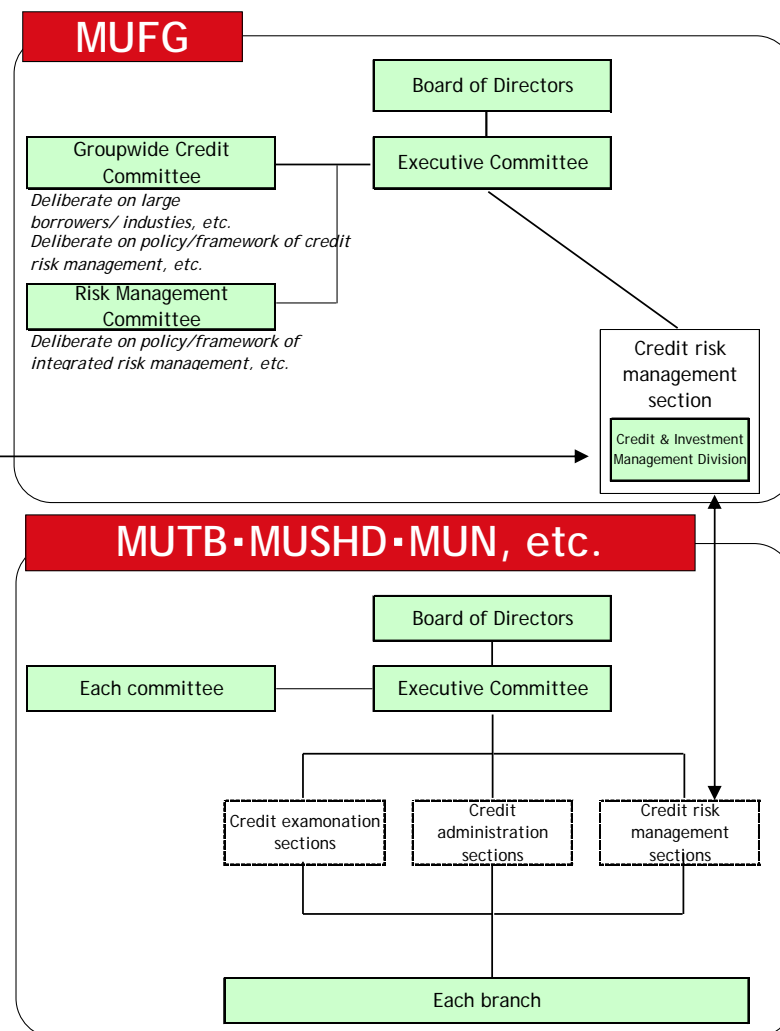 MUFG
Board of Directors
Groupwide Credit
Committee
Executive Committee
Deliberate on large
borrowers/ industies, etc.
Deliberate on policy/framework of credit
risk management, etc.
Risk Management
Committee
Deliberate on policy/framework of
integrated risk management, etc.
Credit risk
management
section
Credit & Investment
Management Division
MUTB･MUSHD･MUN, etc.
Board of Directors
Each committee
Executive Committee
Credit examonation
sections
Credit
administration
sections
Credit risk
management
sections
Each branch